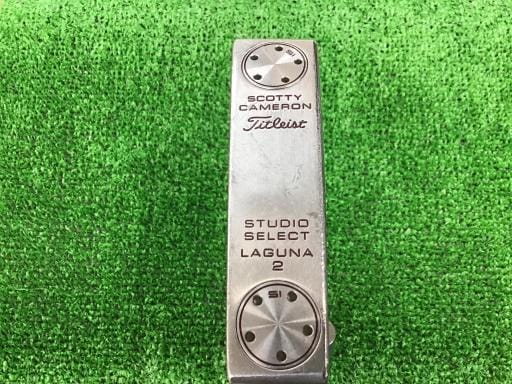 SCOTTY
CAMERON
Titleist
STUDIO
SELECT
LAGUNA
2